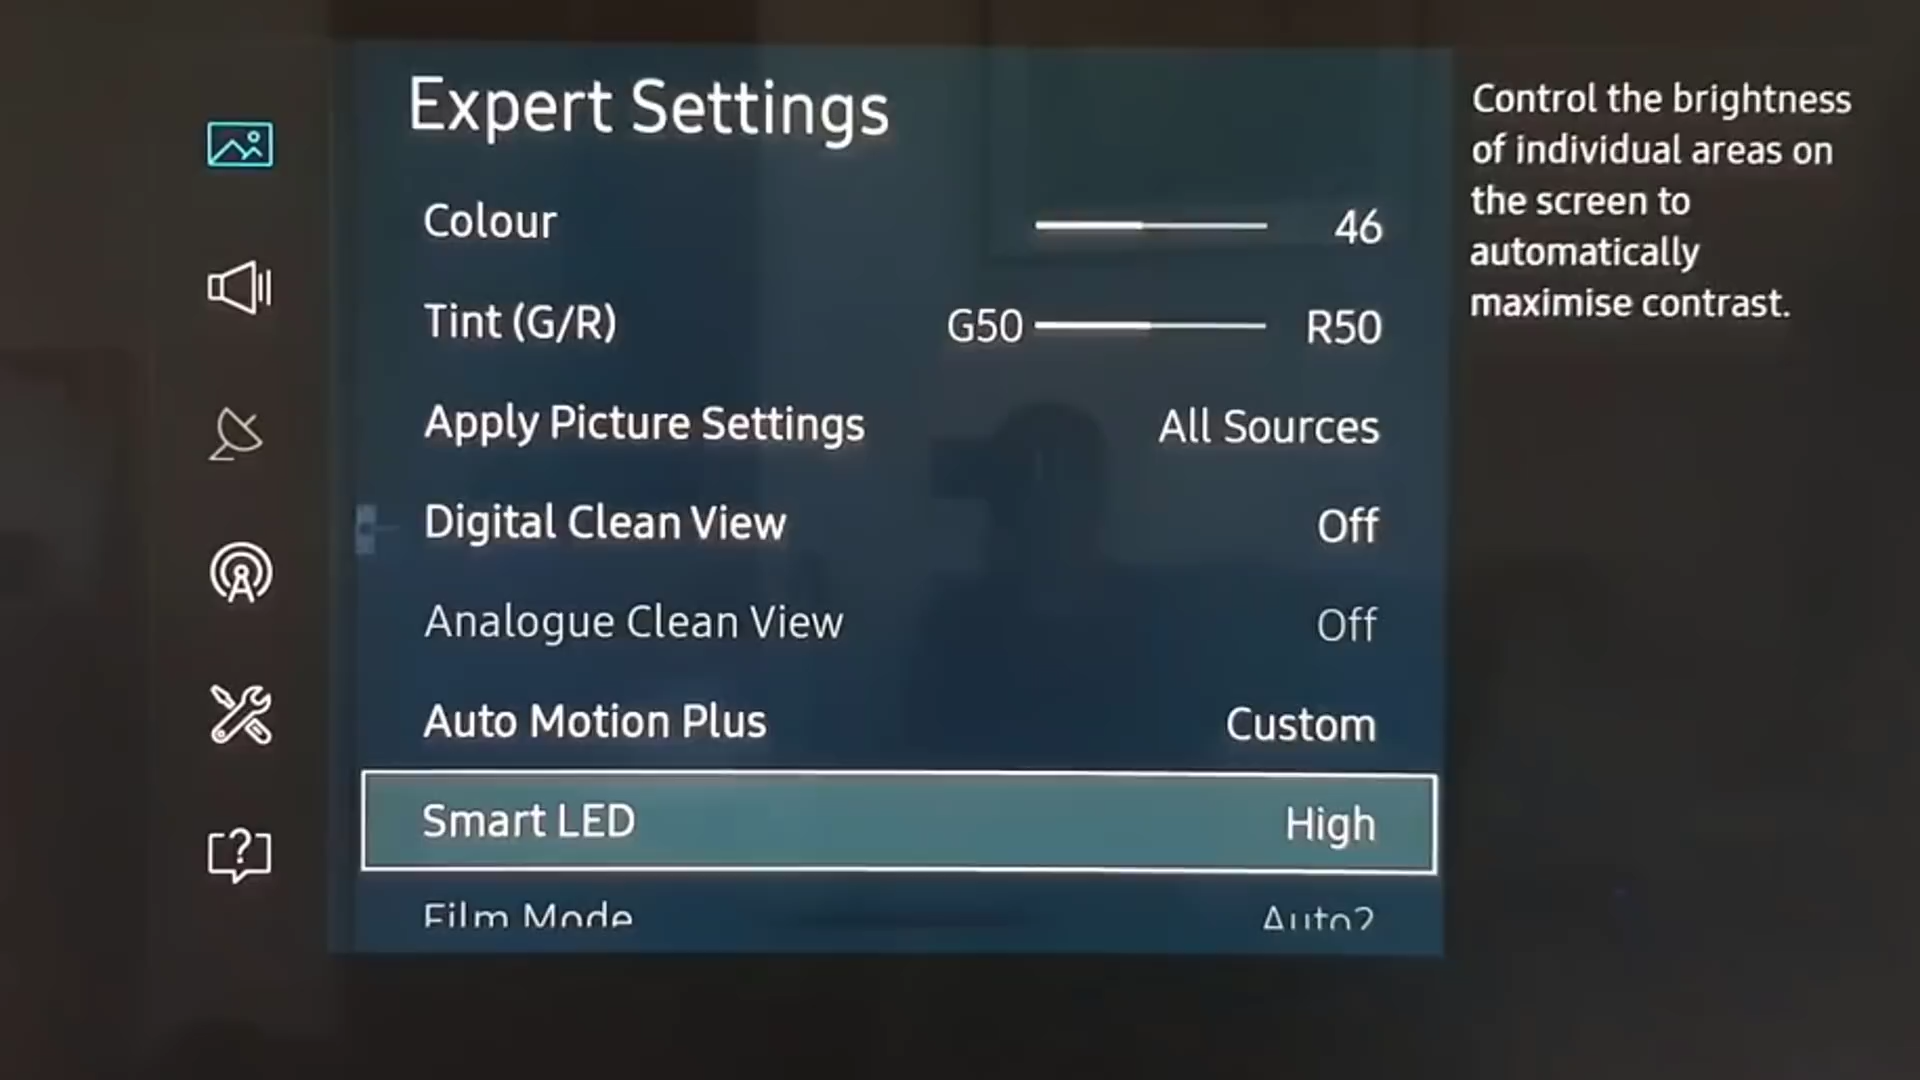 Expert Settings
Colour 46
Tint (G/R) G50 R50
Apply Picture Settings All Sources
Digital Clean View Off
Analogue Clean View Off
Auto Motion Plus Custom
Smart LED High
Film Mode Auto2
Control the brightness
of individual areas on
the screen to
automatically
maximise contrast.